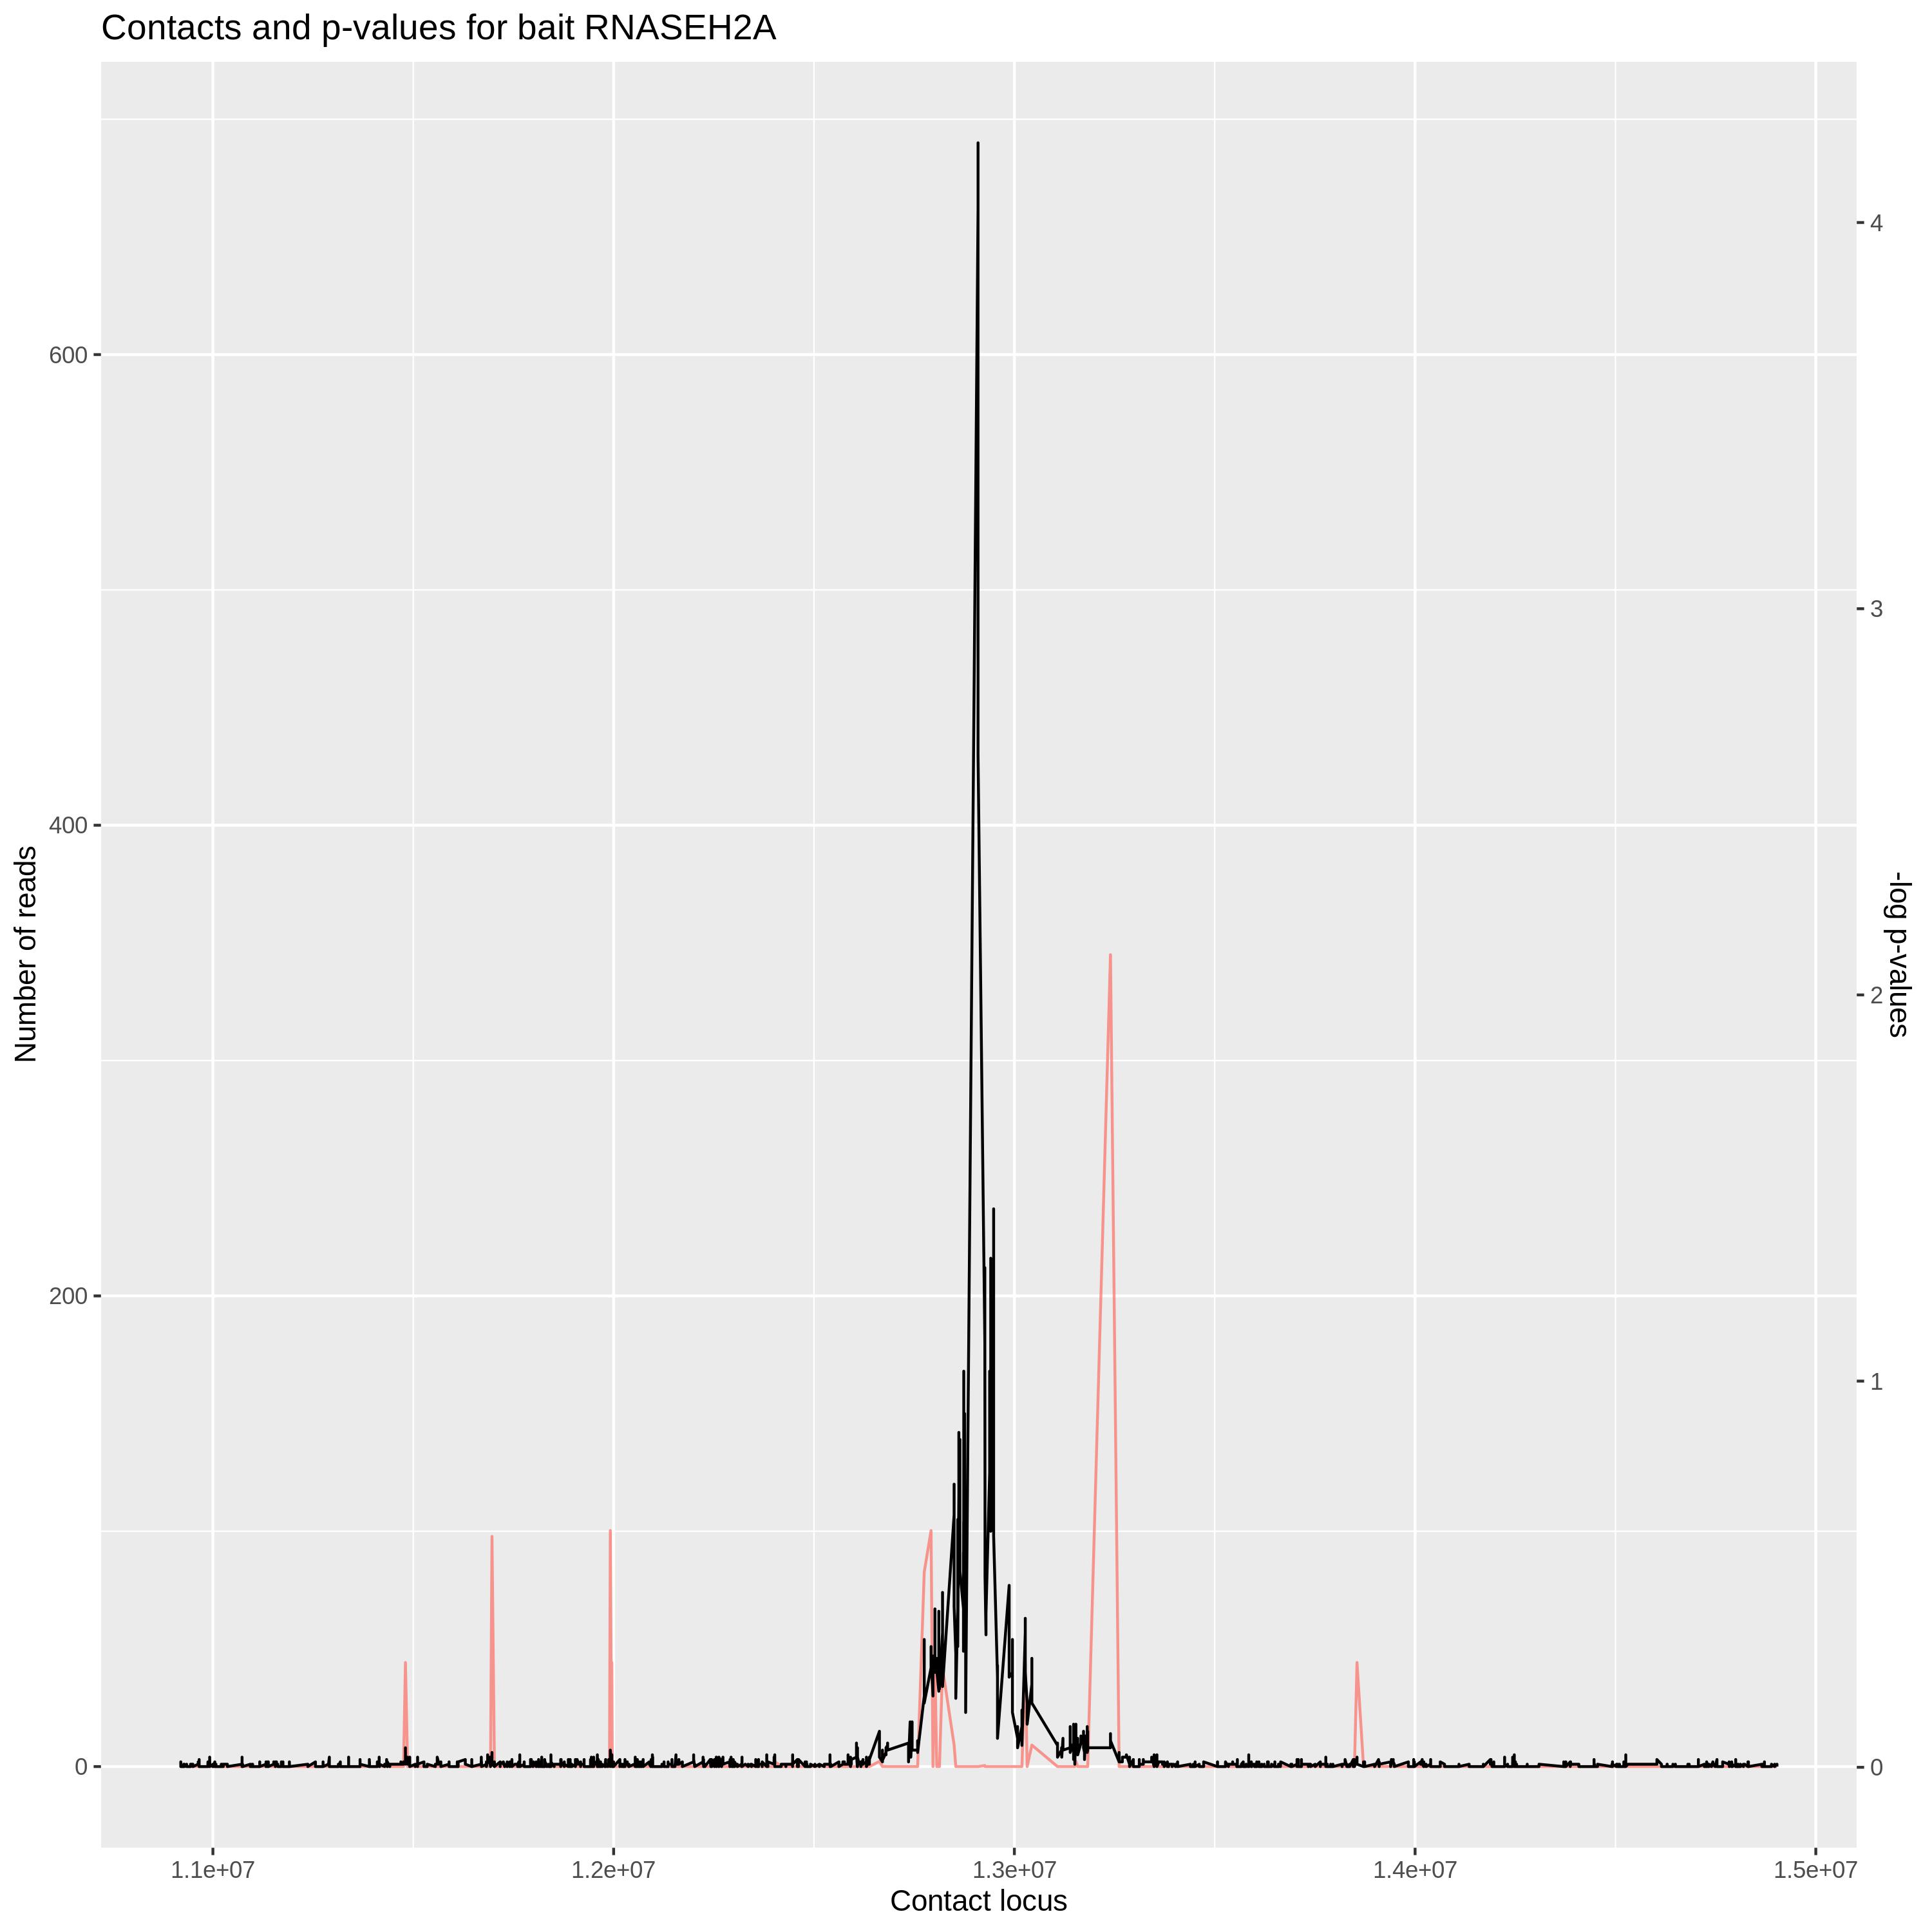 Contacts and p-values for bait RNASEH2A
600
400
200
0
Number of reads
4
3
2
1
0
-log p-values
1.1e+07 1.2e+07 1.3e+07 1.4e+07 1.5e+07
Contact locus